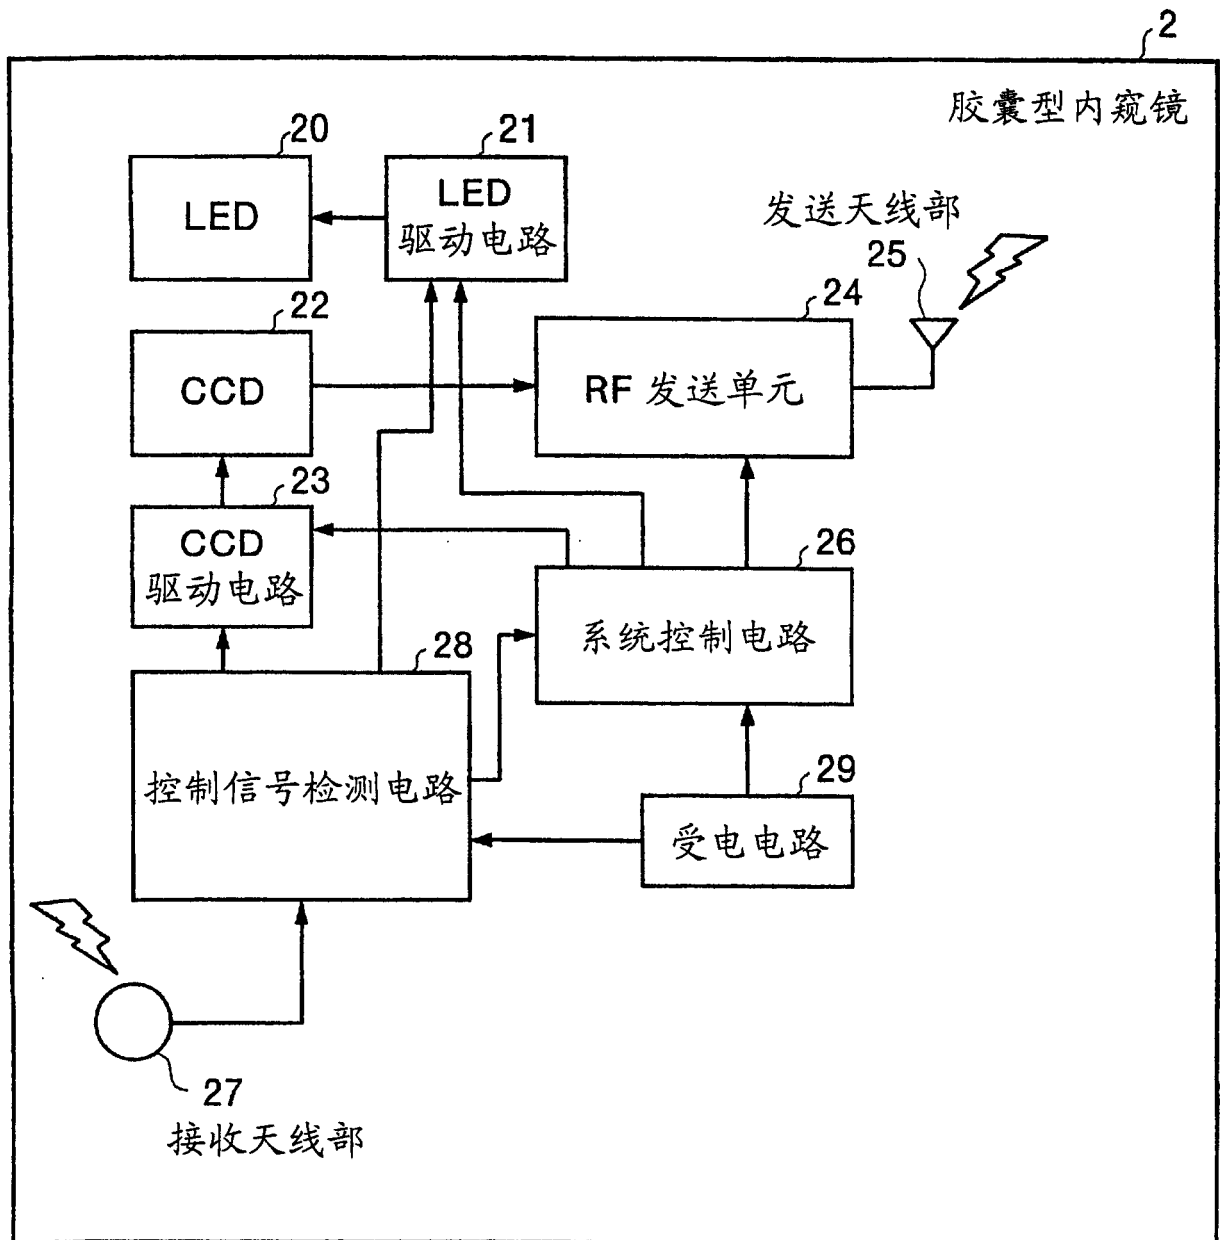 2
胶囊型内窥镜
20
LED
21
LED
驱动电路
发送天线部
25
22
CCD
24
RF 发送单元
23
CCD
驱动电路
26
系统控制电路
28
控制信号检测电路
29
受电电路
27
接收天线部